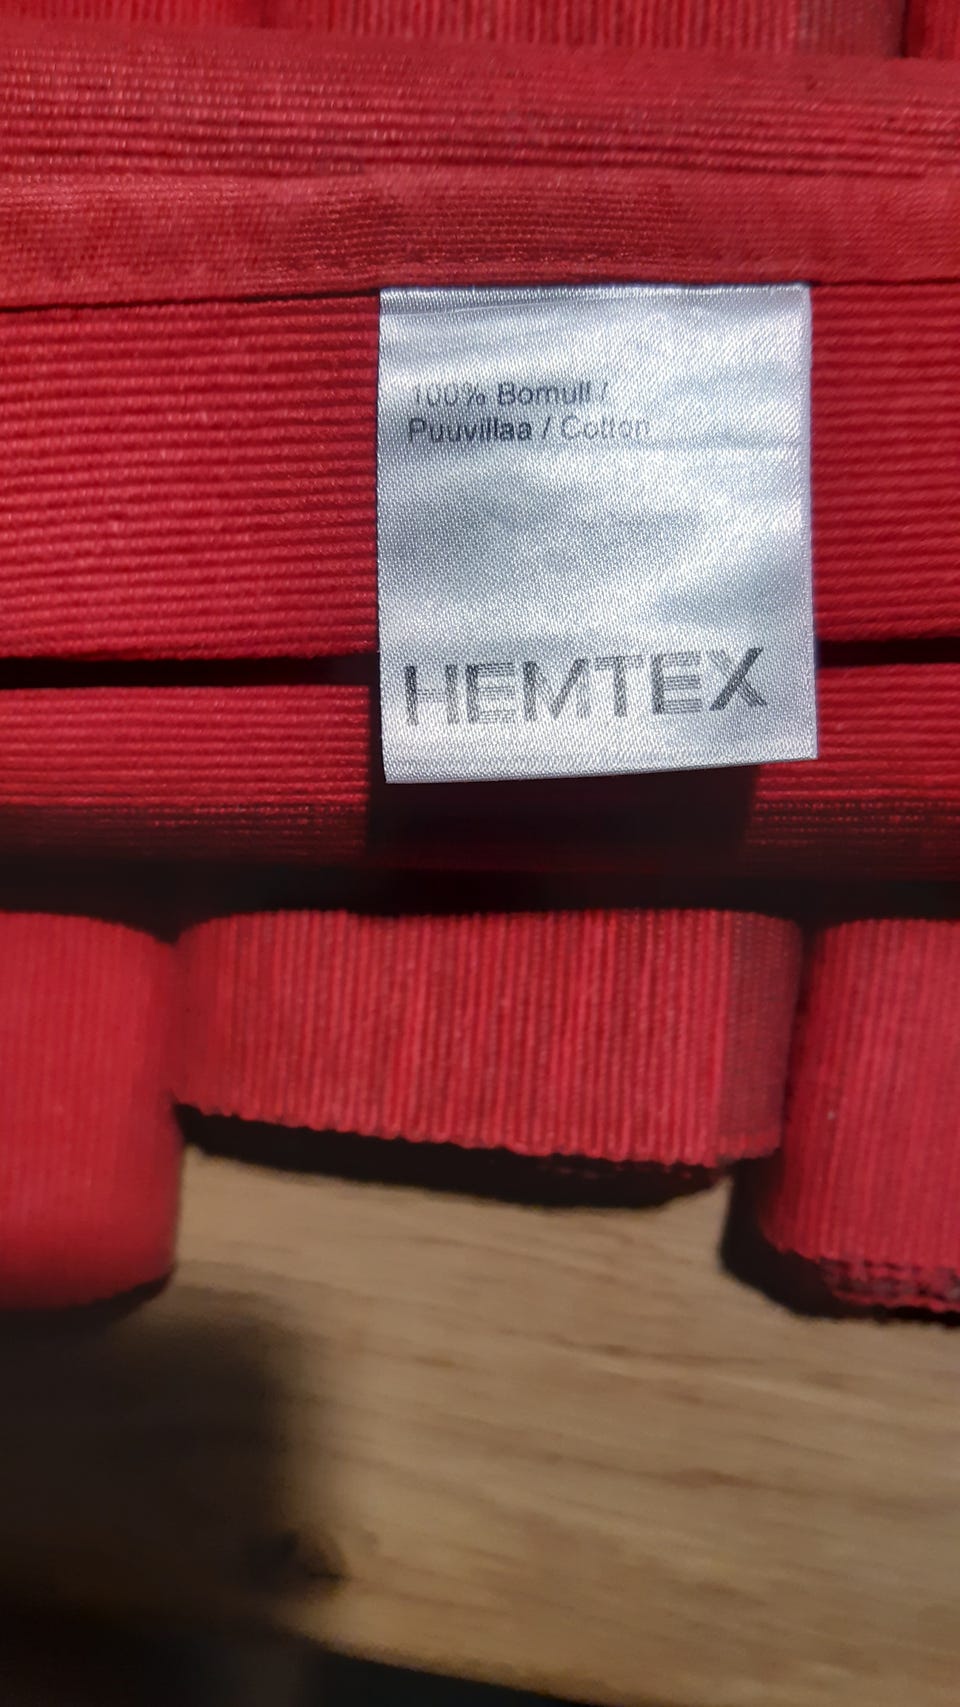 100% Bomull /
Puuvillaa / Cotton
HEMTEX